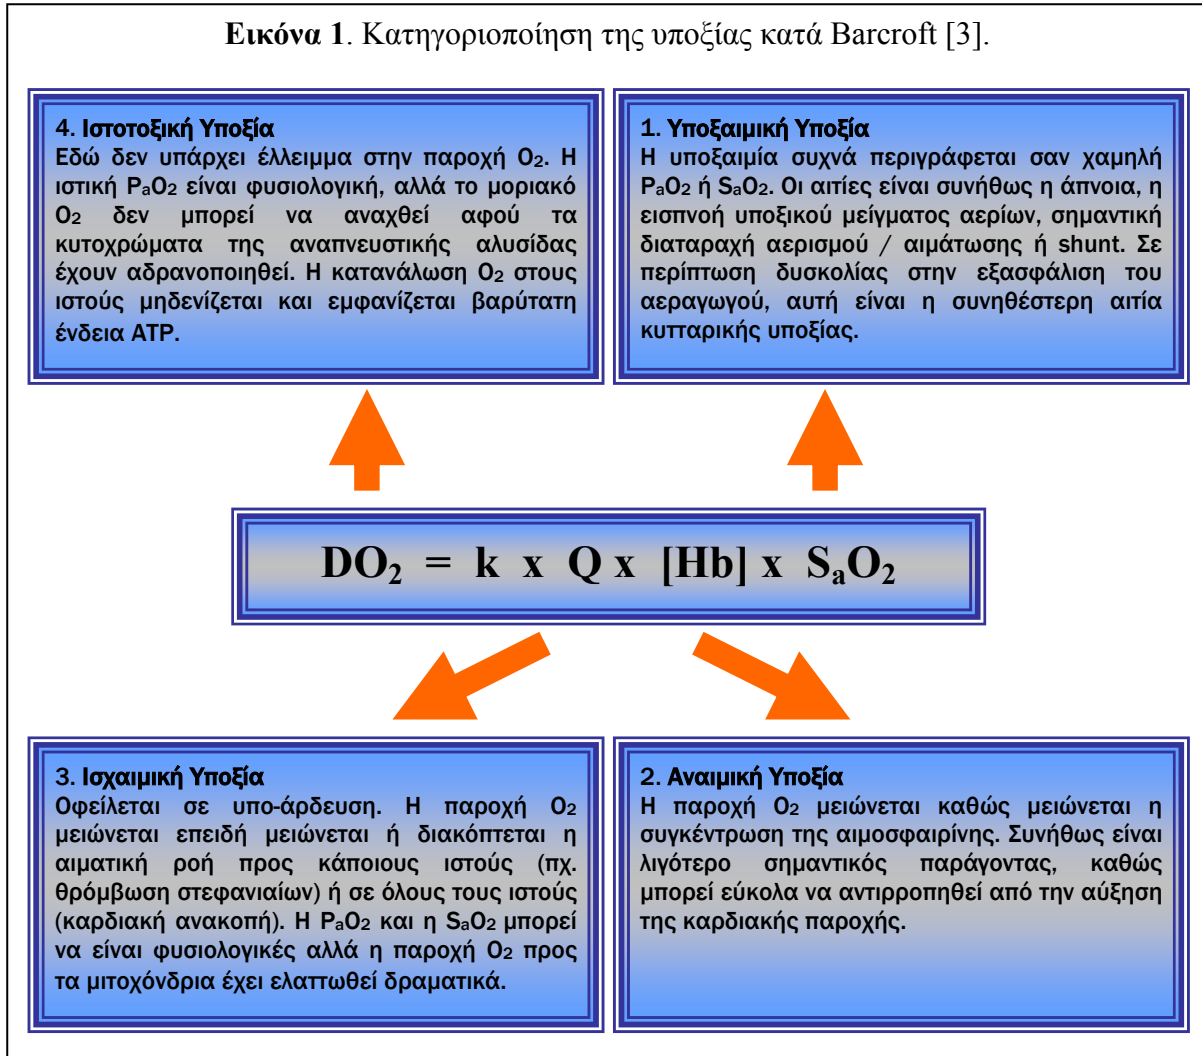 Εικόνα 1. Κατηγοριοποίηση της υποξίας κατά Barcroft [3].
4. Ιστοτοξική Υποξία
Εδώ δεν υπάρχει έλλειμμα στην παροχή O₂. Η
ιστική PₐO₂ είναι φυσιολογική, αλλά το μοριακό
O₂ δεν μπορεί να αναχθεί αφού τα
κυτοχρώματα της αναπνευστικής αλυσίδας
έχουν αδρανοποιηθεί. Η κατανάλωση O₂ στους
ιστούς μηδενίζεται και εμφανίζεται βαρύτατη
ένδεια ATP.
1. Υποξαιμική Υποξία
Η υποξαιμία συχνά περιγράφεται σαν χαμηλή
PₐO₂ ή SₐO₂. Οι αιτίες είναι συνήθως η άπνοια, η
εισπνοή υποξικού μείγματος αερίων, σημαντική
διαταραχή αερισμού / αιμάτωσης ή shunt. Σε
περίπτωση δυσκολίας στην εξασφάλιση του
αεραγωγού, αυτή είναι η συνηθέστερη αιτία
κυτταρικής υποξίας.
DO₂ = k x Q x [Hb] x SₐO₂
3. Ισχαιμική Υποξία
Οφείλεται σε υπο-άρδευση. Η παροχή O₂
μειώνεται επειδή μειώνεται ή διακόπτεται η
αιματική ροή προς κάποιους ιστούς (πχ.
θρόμβωση στεφανιαίων) ή σε όλους τους ιστούς
(καρδιακή ανακοπή). Η PₐO₂ και η SₐO₂ μπορεί
να είναι φυσιολογικές αλλά η παροχή O₂ προς
τα μιτοχόνδρια έχει ελαττωθεί δραματικά.
2. Αναιμική Υποξία
Η παροχή O₂ μειώνεται καθώς μειώνεται η
συγκέντρωση της αιμοσφαιρίνης. Συνήθως είναι
λιγότερο σημαντικός παράγοντας, καθώς
μπορεί εύκολα να αντιρροπηθεί από την αύξηση
της καρδιακής παροχής.